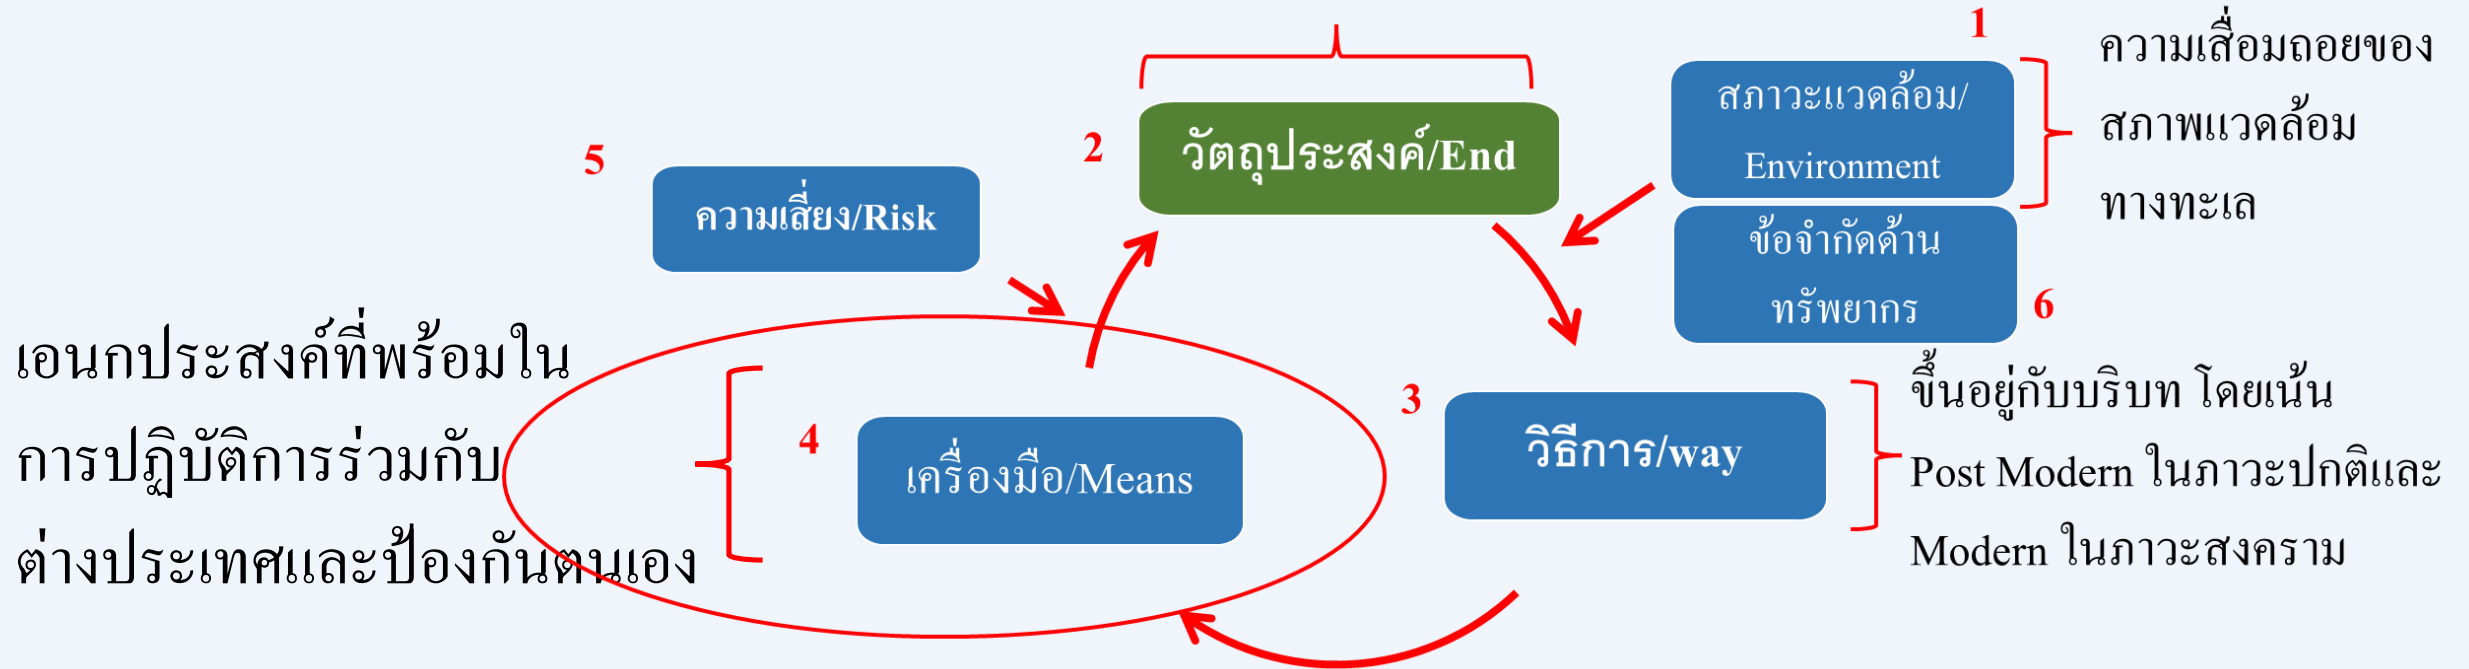 1
ความเสื่อมถอยของ
สภาพแวดล้อม
ทางทะเล
สภาวะแวดล้อม/
Environment
2
วัตถุประสงค์/End
5
ความเสี่ยง/Risk
ข้อจำกัดด้าน
ทรัพยากร
6
เอนกประสงค์ที่พร้อมใน
การปฏิบัติการร่วมกับ
ต่างประเทศและป้องกันตนเอง
4
เครื่องมือ/Means
3
วิธีการ/way
ขึ้นอยู่กับบริบท โดยเน้น
Post Modern ในภาวะปกติและ
Modern ในภาวะสงคราม